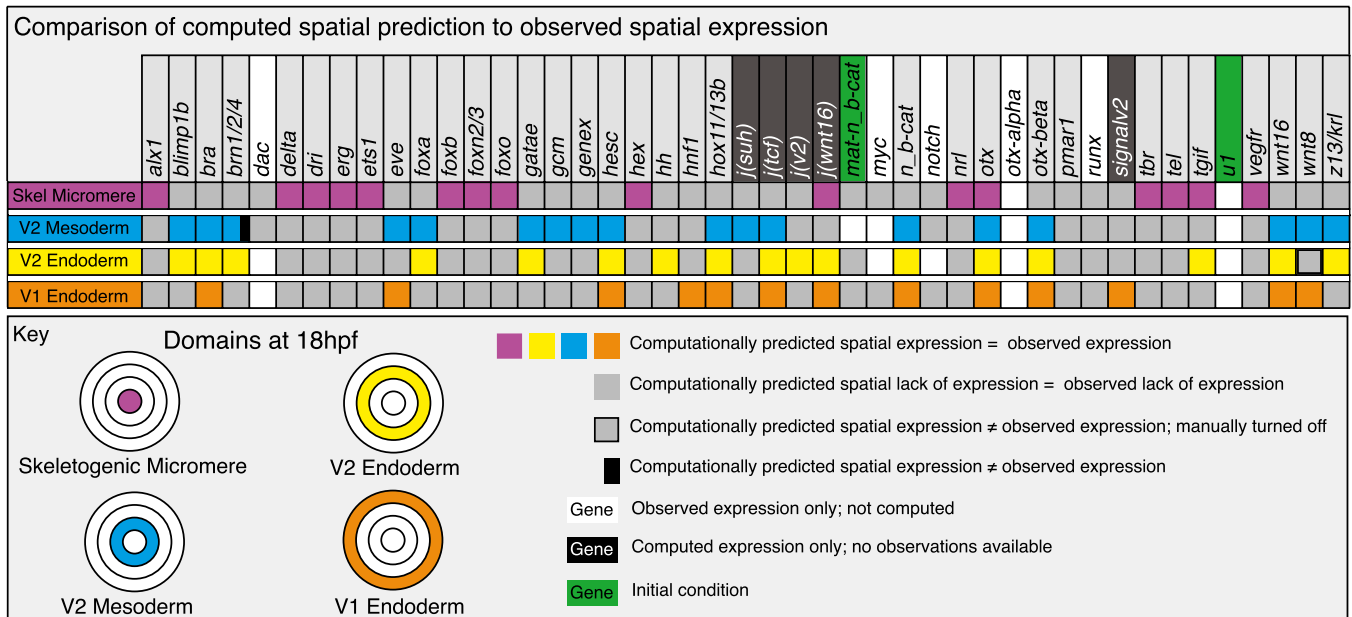 Comparison of computed spatial prediction to observed spatial expression
alx1
blimp1b
bra
brn1/2/4
dac
delta
dri
erg
ets1
eve
foxa
foxb
foxn2/3
foxo
gatae
gcm
genex
hesc
hex
hh
hnf1
hox11/13b
j(suh)
j(tcf)
j(v2)
j(wnt16)
mat-n_b-cat
myc
n_b-cat
notch
nrl
otx
otx-alpha
otx-beta
pmar1
runx
signalv2
tbr
tel
tgif
u1
vegfr
wnt16
wnt8
z13/krl
Skel Micromere
V2 Mesoderm
V2 Endoderm
V1 Endoderm
Key
Domains at 18hpf
Skeletogenic Micromere
V2 Endoderm
V2 Mesoderm
V1 Endoderm
Computationally predicted spatial expression = observed expression
Computationally predicted spatial lack of expression = observed lack of expression
Computationally predicted spatial expression ≠ observed expression; manually turned off
Computationally predicted spatial expression ≠ observed expression
Gene Observed expression only; not computed
Gene Computed expression only; no observations available
Gene Initial condition